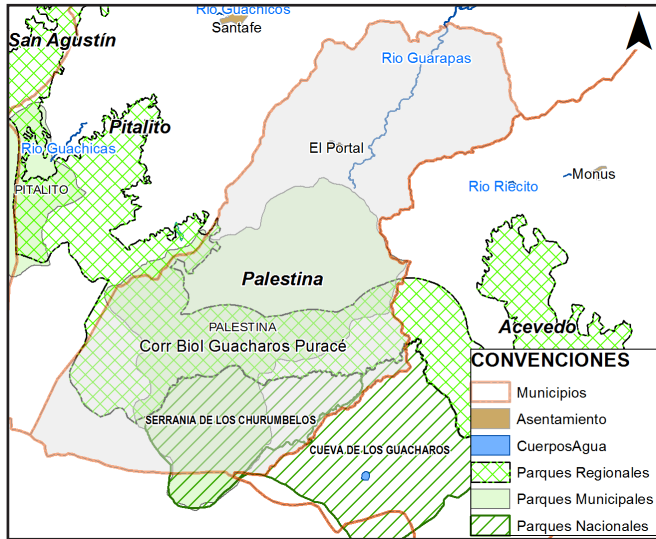 Rio Guachicos
Santafe
San Agustín
Rio Guarapas
Pitalito
El Portal
Rio Guachicas
PITALITO
Monus
Rio Riecito
Palestina
PALESTINA
Acevedo
Corr Biol Guacharos Puracé
SERRANIA DE LOS CHURUMBELOS
CUEVA DE LOS GUACHAROS
CONVENCIONES
Municipios
Asentamiento
CuerposAgua
Parques Regionales
Parques Municipales
Parques Nacionales